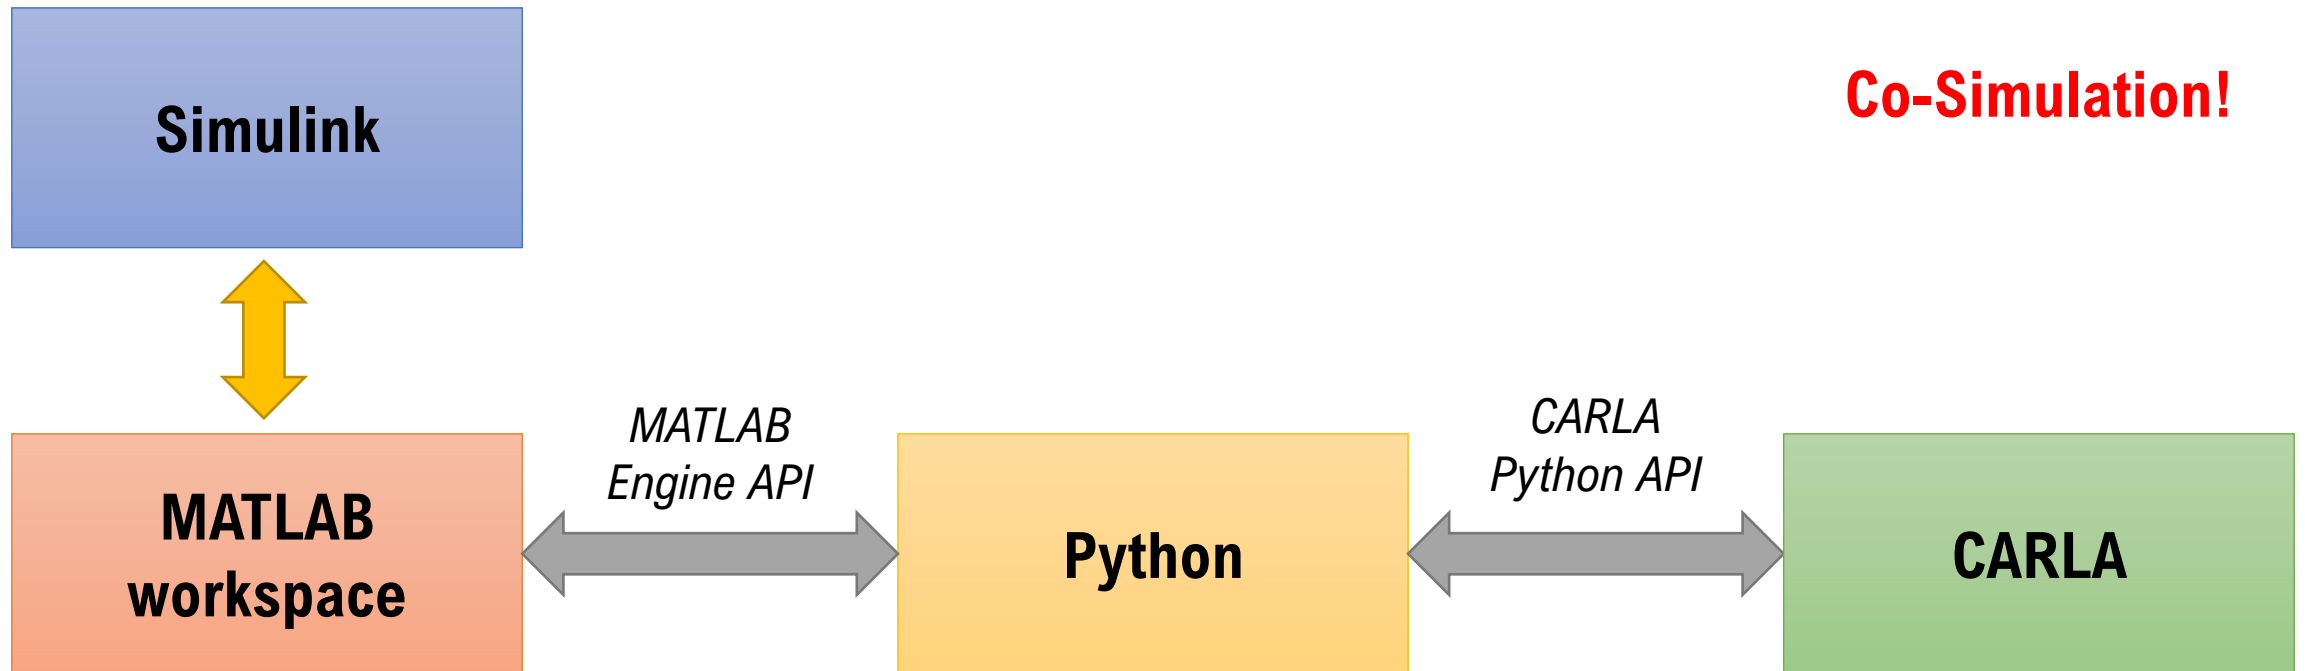 Simulink
Co-Simulation!
MATLAB
workspace
MATLAB
Engine API
Python
CARLA
Python API
CARLA